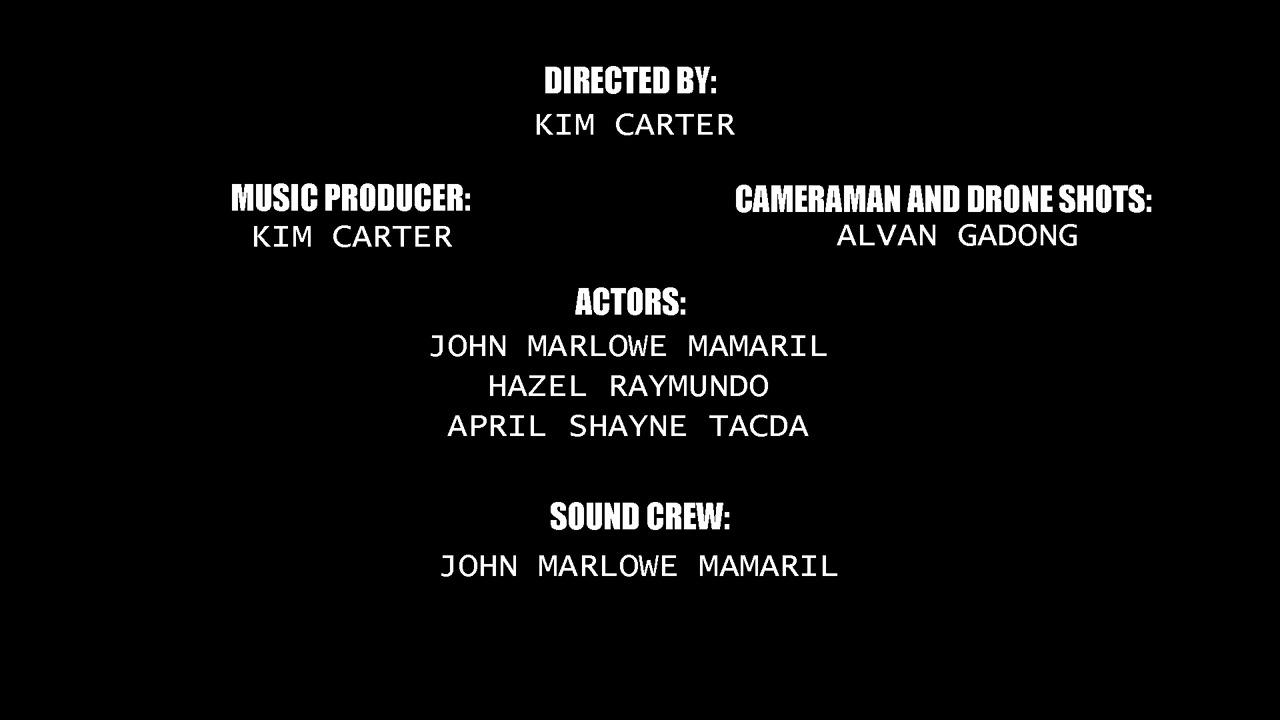 DIRECTED BY:
KIM CARTER
MUSIC PRODUCER:
KIM CARTER
CAMERAMAN AND DRONE SHOTS:
ALVAN GADONG
ACTORS:
JOHN MARLOWE MAMARIL
HAZEL RAYMUNDO
APRIL SHAYNE TACDA
SOUND CREW:
JOHN MARLOWE MAMARIL